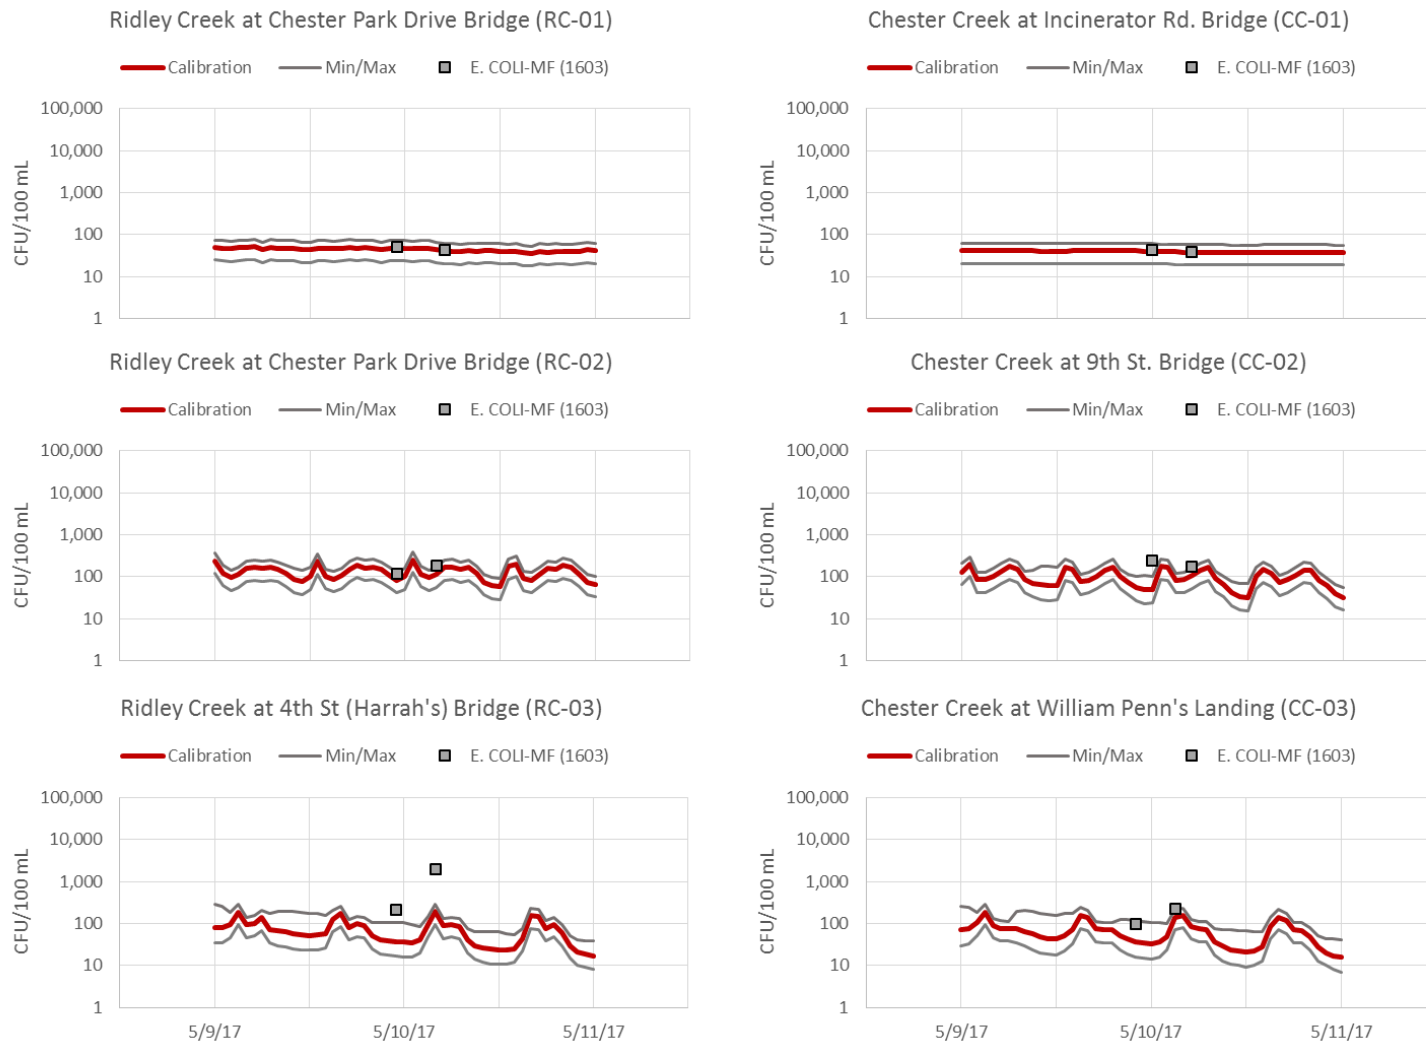 Ridley Creek at Chester Park Drive Bridge (RC-01)
Calibration Min/Max E. COLI-MF (1603)
CFU/100 mL
100,000
10,000
1,000
100
10
1
Chester Creek at Incinerator Rd. Bridge (CC-01)
Calibration Min/Max E. COLI-MF (1603)
CFU/100 mL
100,000
10,000
1,000
100
10
1
Ridley Creek at Chester Park Drive Bridge (RC-02)
Calibration Min/Max E. COLI-MF (1603)
CFU/100 mL
100,000
10,000
1,000
100
10
1
Chester Creek at 9th St. Bridge (CC-02)
Calibration Min/Max E. COLI-MF (1603)
CFU/100 mL
100,000
10,000
1,000
100
10
1
Ridley Creek at 4th St (Harrah's) Bridge (RC-03)
Calibration Min/Max E. COLI-MF (1603)
CFU/100 mL
100,000
10,000
1,000
100
10
1
5/9/17 5/10/17 5/11/17
Chester Creek at William Penn's Landing (CC-03)
Calibration Min/Max E. COLI-MF (1603)
CFU/100 mL
100,000
10,000
1,000
100
10
1
5/9/17 5/10/17 5/11/17